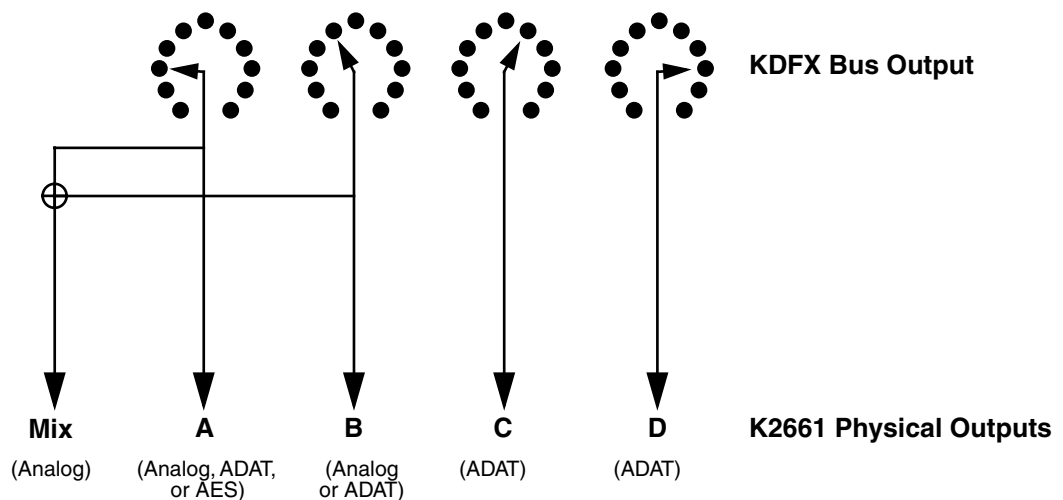 KDFX Bus Output
Mix
A
B
C
D
K2661 Physical Outputs
(Analog)
(Analog, ADAT,
or AES)
(Analog
or ADAT)
(ADAT)
(ADAT)